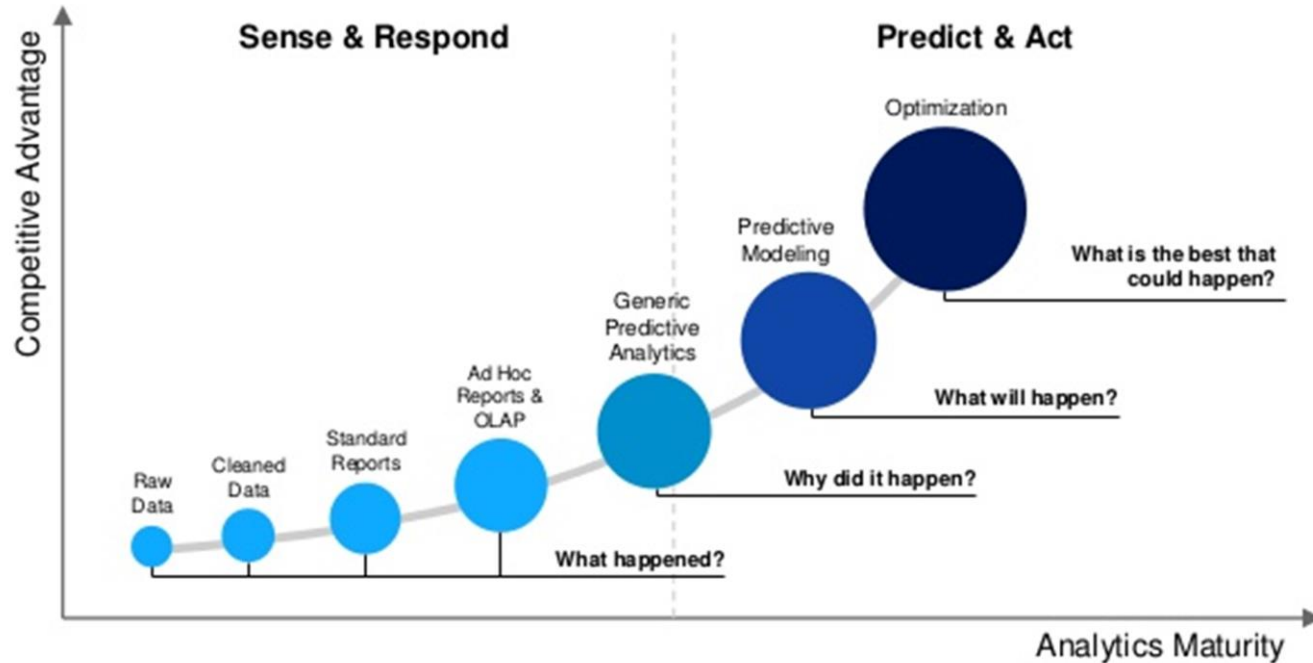 Competitive Advantage
Sense & Respond
Predict & Act
Raw
Data
Cleaned
Data
Standard
Reports
Ad Hoc
Reports &
OLAP
Generic
Predictive
Analytics
Predictive
Modeling
Optimization
What happened?
Why did it happen?
What will happen?
What is the best that
could happen?
Analytics Maturity